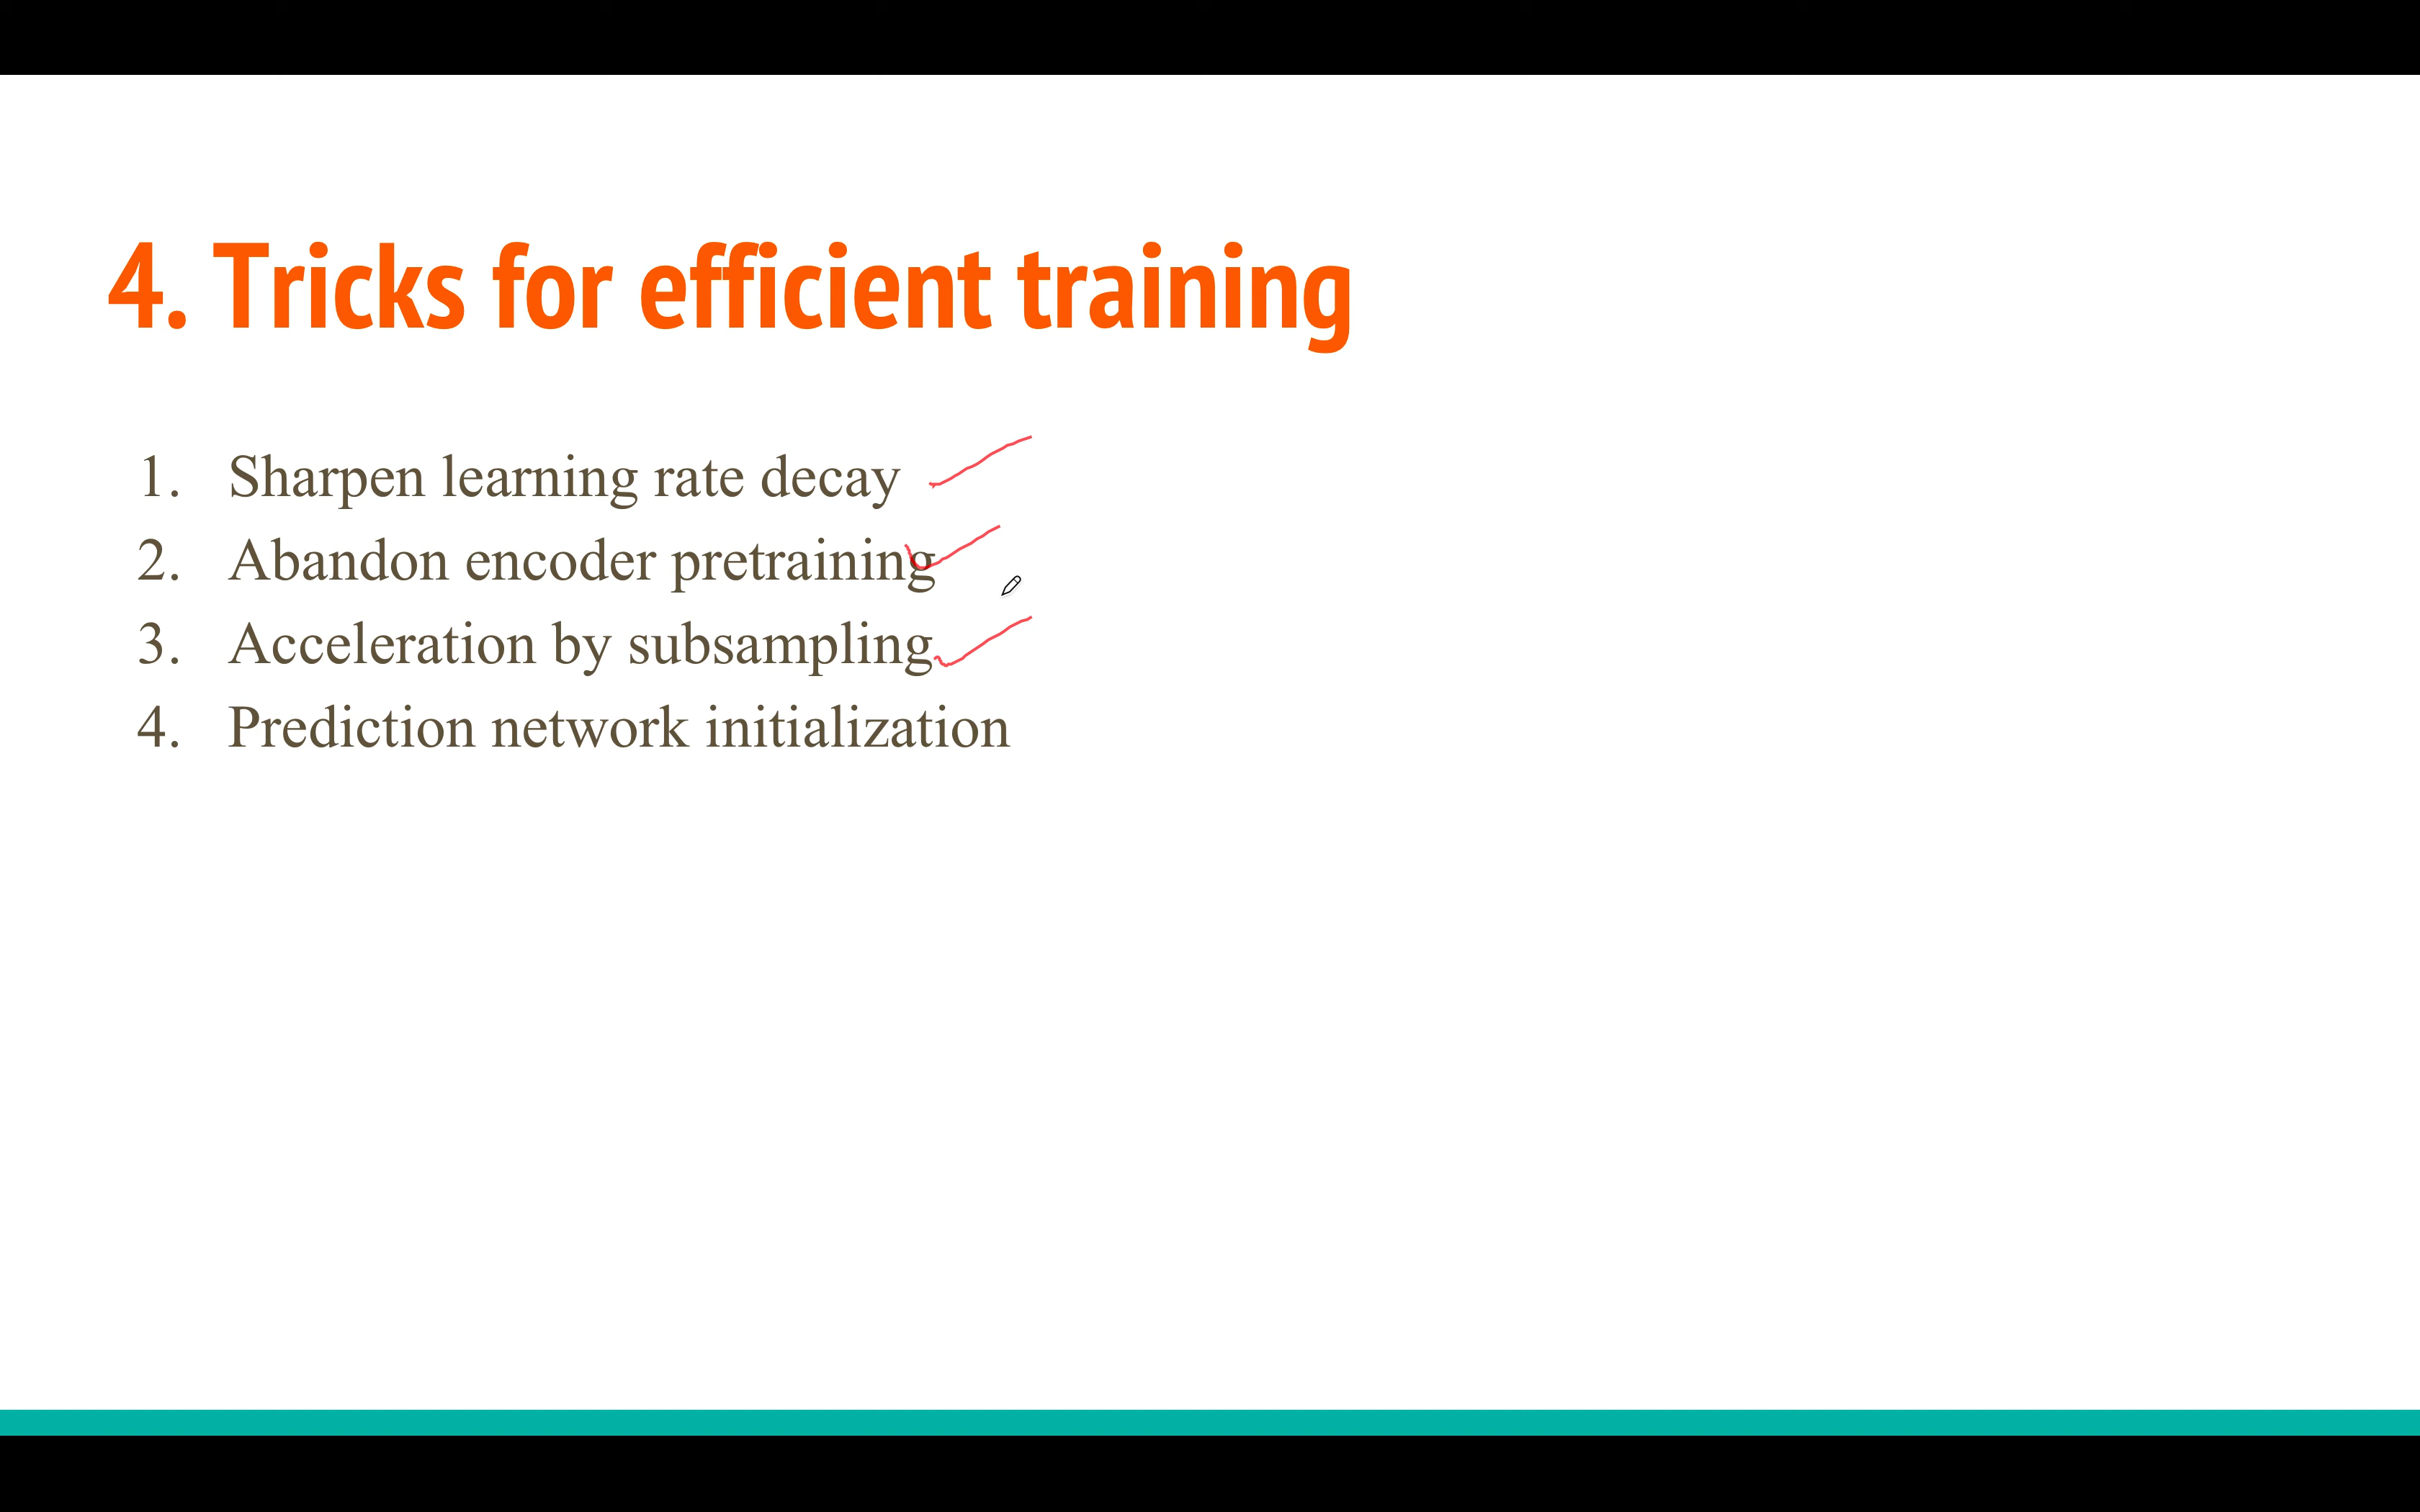 4. Tricks for efficient training
1. Sharpen learning rate decay
2. Abandon encoder pretraining
3. Acceleration by subsampling
4. Prediction network initialization